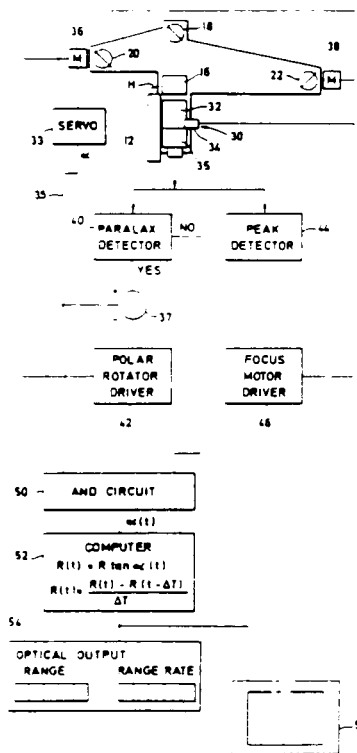 18
36
38
M
20
16
22
M
H
32
SERVO
30
33
12
34
α
35
35
40
PARALAX DETECTOR
NO
PEAK DETECTOR
44
YES
37
POLAR ROTATOR DRIVER
FOCUS MOTOR DRIVER
42
46
50
AND CIRCUIT
α(t)
52
COMPUTER
R(t) = R tan α(t)
R(t) = R(t) - R(t-ΔT)
ΔT
54
OPTICAL OUTPUT
RANGE
RANGE RATE